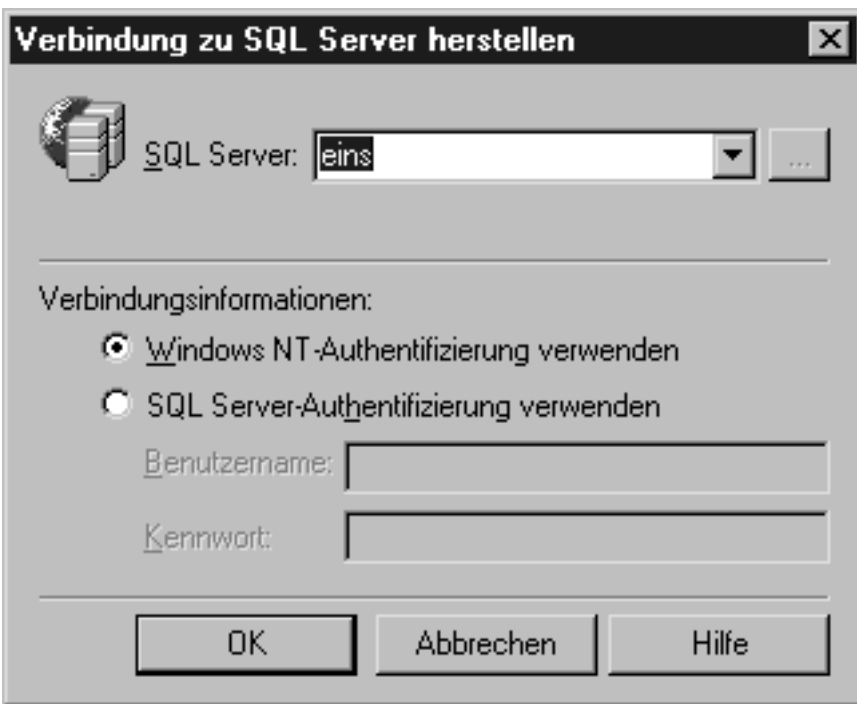 Verbindung zu SQL Server herstellen
SQL Server: eins
...
Verbindungsinformationen:
Windows NT-Authentifizierung verwenden
SQL Server-Authentifizierung verwenden
Benutzername:
Kennwort:
OK Abbrechen Hilfe